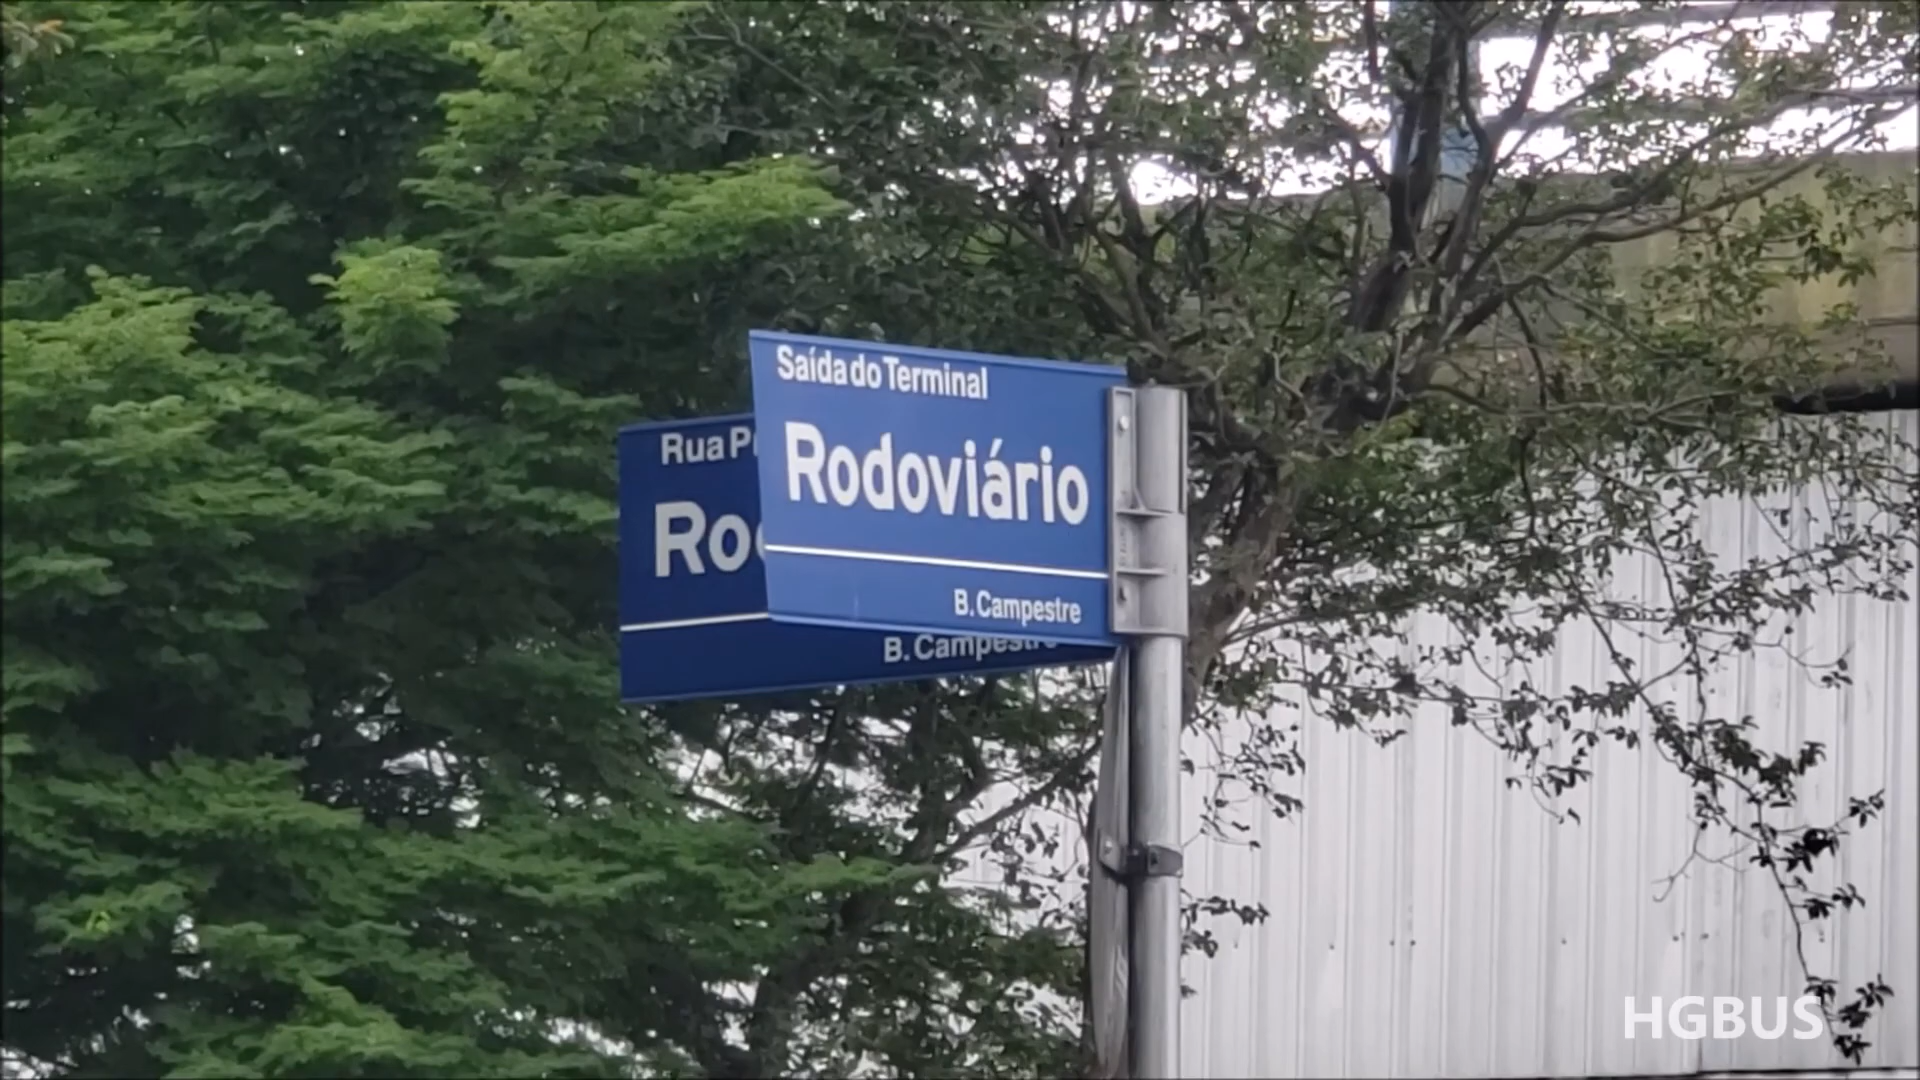 Saída do Terminal
Rodoviário
B. Campestre
Rua
B. Campestre
HGBUS